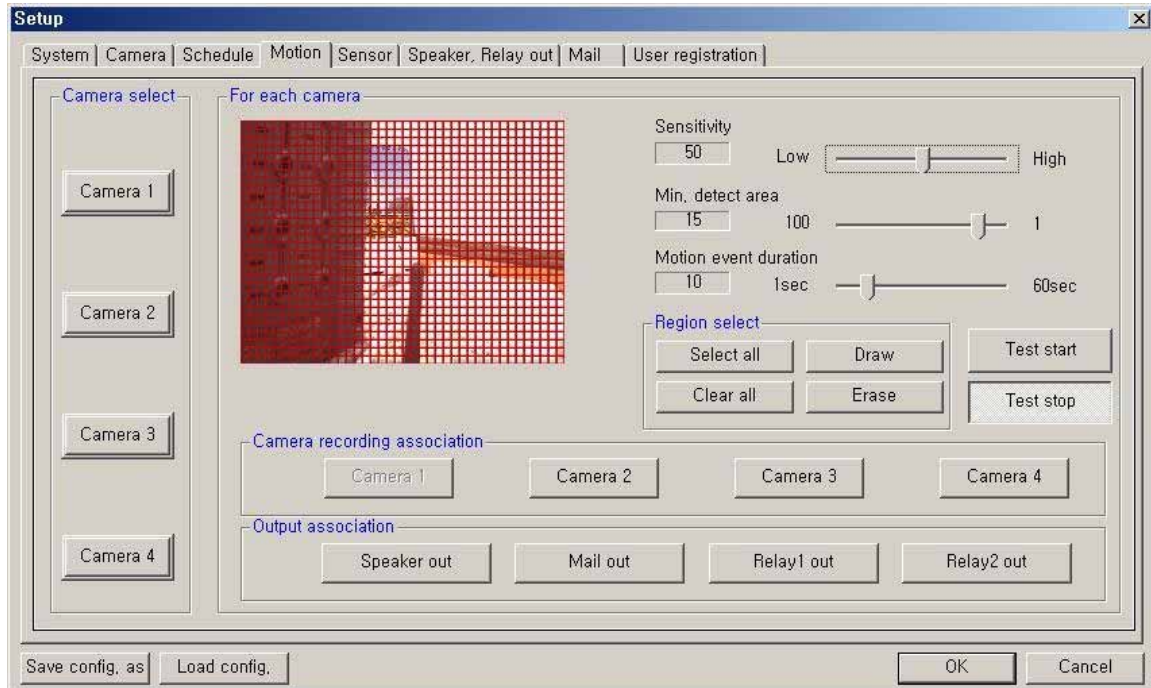 Setup
System Camera Schedule Motion Sensor Speaker, Relay out Mail User registration
Camera select
Camera 1
Camera 2
Camera 3
Camera 4
For each camera
Sensitivity
50 Low High
Min, detect area
15 100 1
Motion event duration
10 1sec 60sec
Region select
Select all Draw
Clear all Erase
Test start
Test stop
Camera recording association
Camera 1 Camera 2 Camera 3 Camera 4
Output association
Speaker out Mail out Relay1 out Relay2 out
Save config, as Load config, OK Cancel